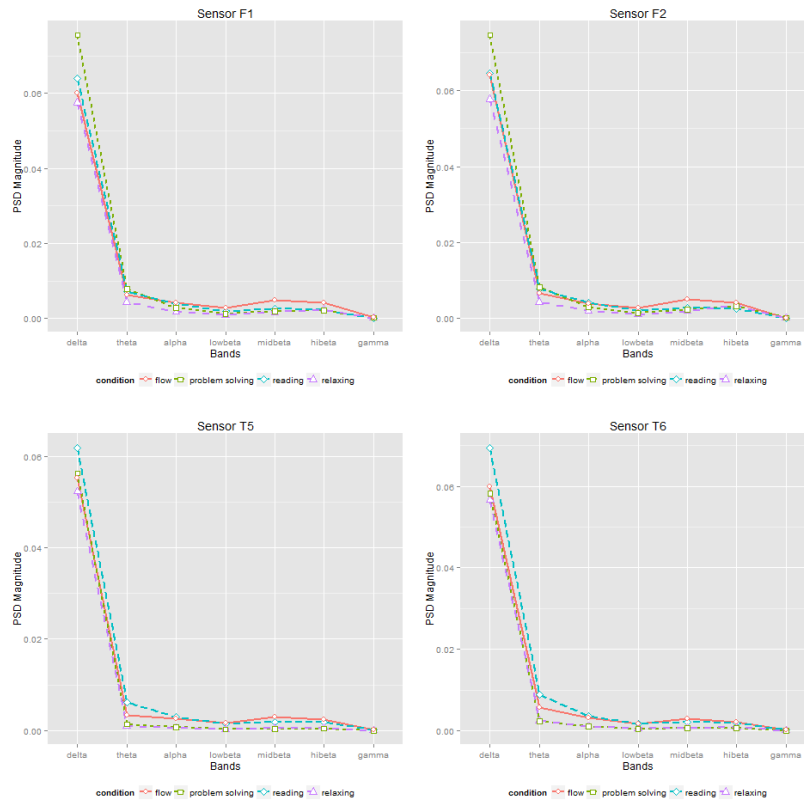 Sensor F1
PSD Magnitude
0.06
0.04
0.02
0.00
delta theta alpha lowbeta midbeta hibeta gamma
Bands
condition flow problem solving reading relaxing
Sensor F2
PSD Magnitude
0.06
0.04
0.02
0.00
delta theta alpha lowbeta midbeta hibeta gamma
Bands
condition flow problem solving reading relaxing
Sensor T5
PSD Magnitude
0.06
0.04
0.02
0.00
delta theta alpha lowbeta midbeta hibeta gamma
Bands
condition flow problem solving reading relaxing
Sensor T6
PSD Magnitude
0.06
0.04
0.02
0.00
delta theta alpha lowbeta midbeta hibeta gamma
Bands
condition flow problem solving reading relaxing